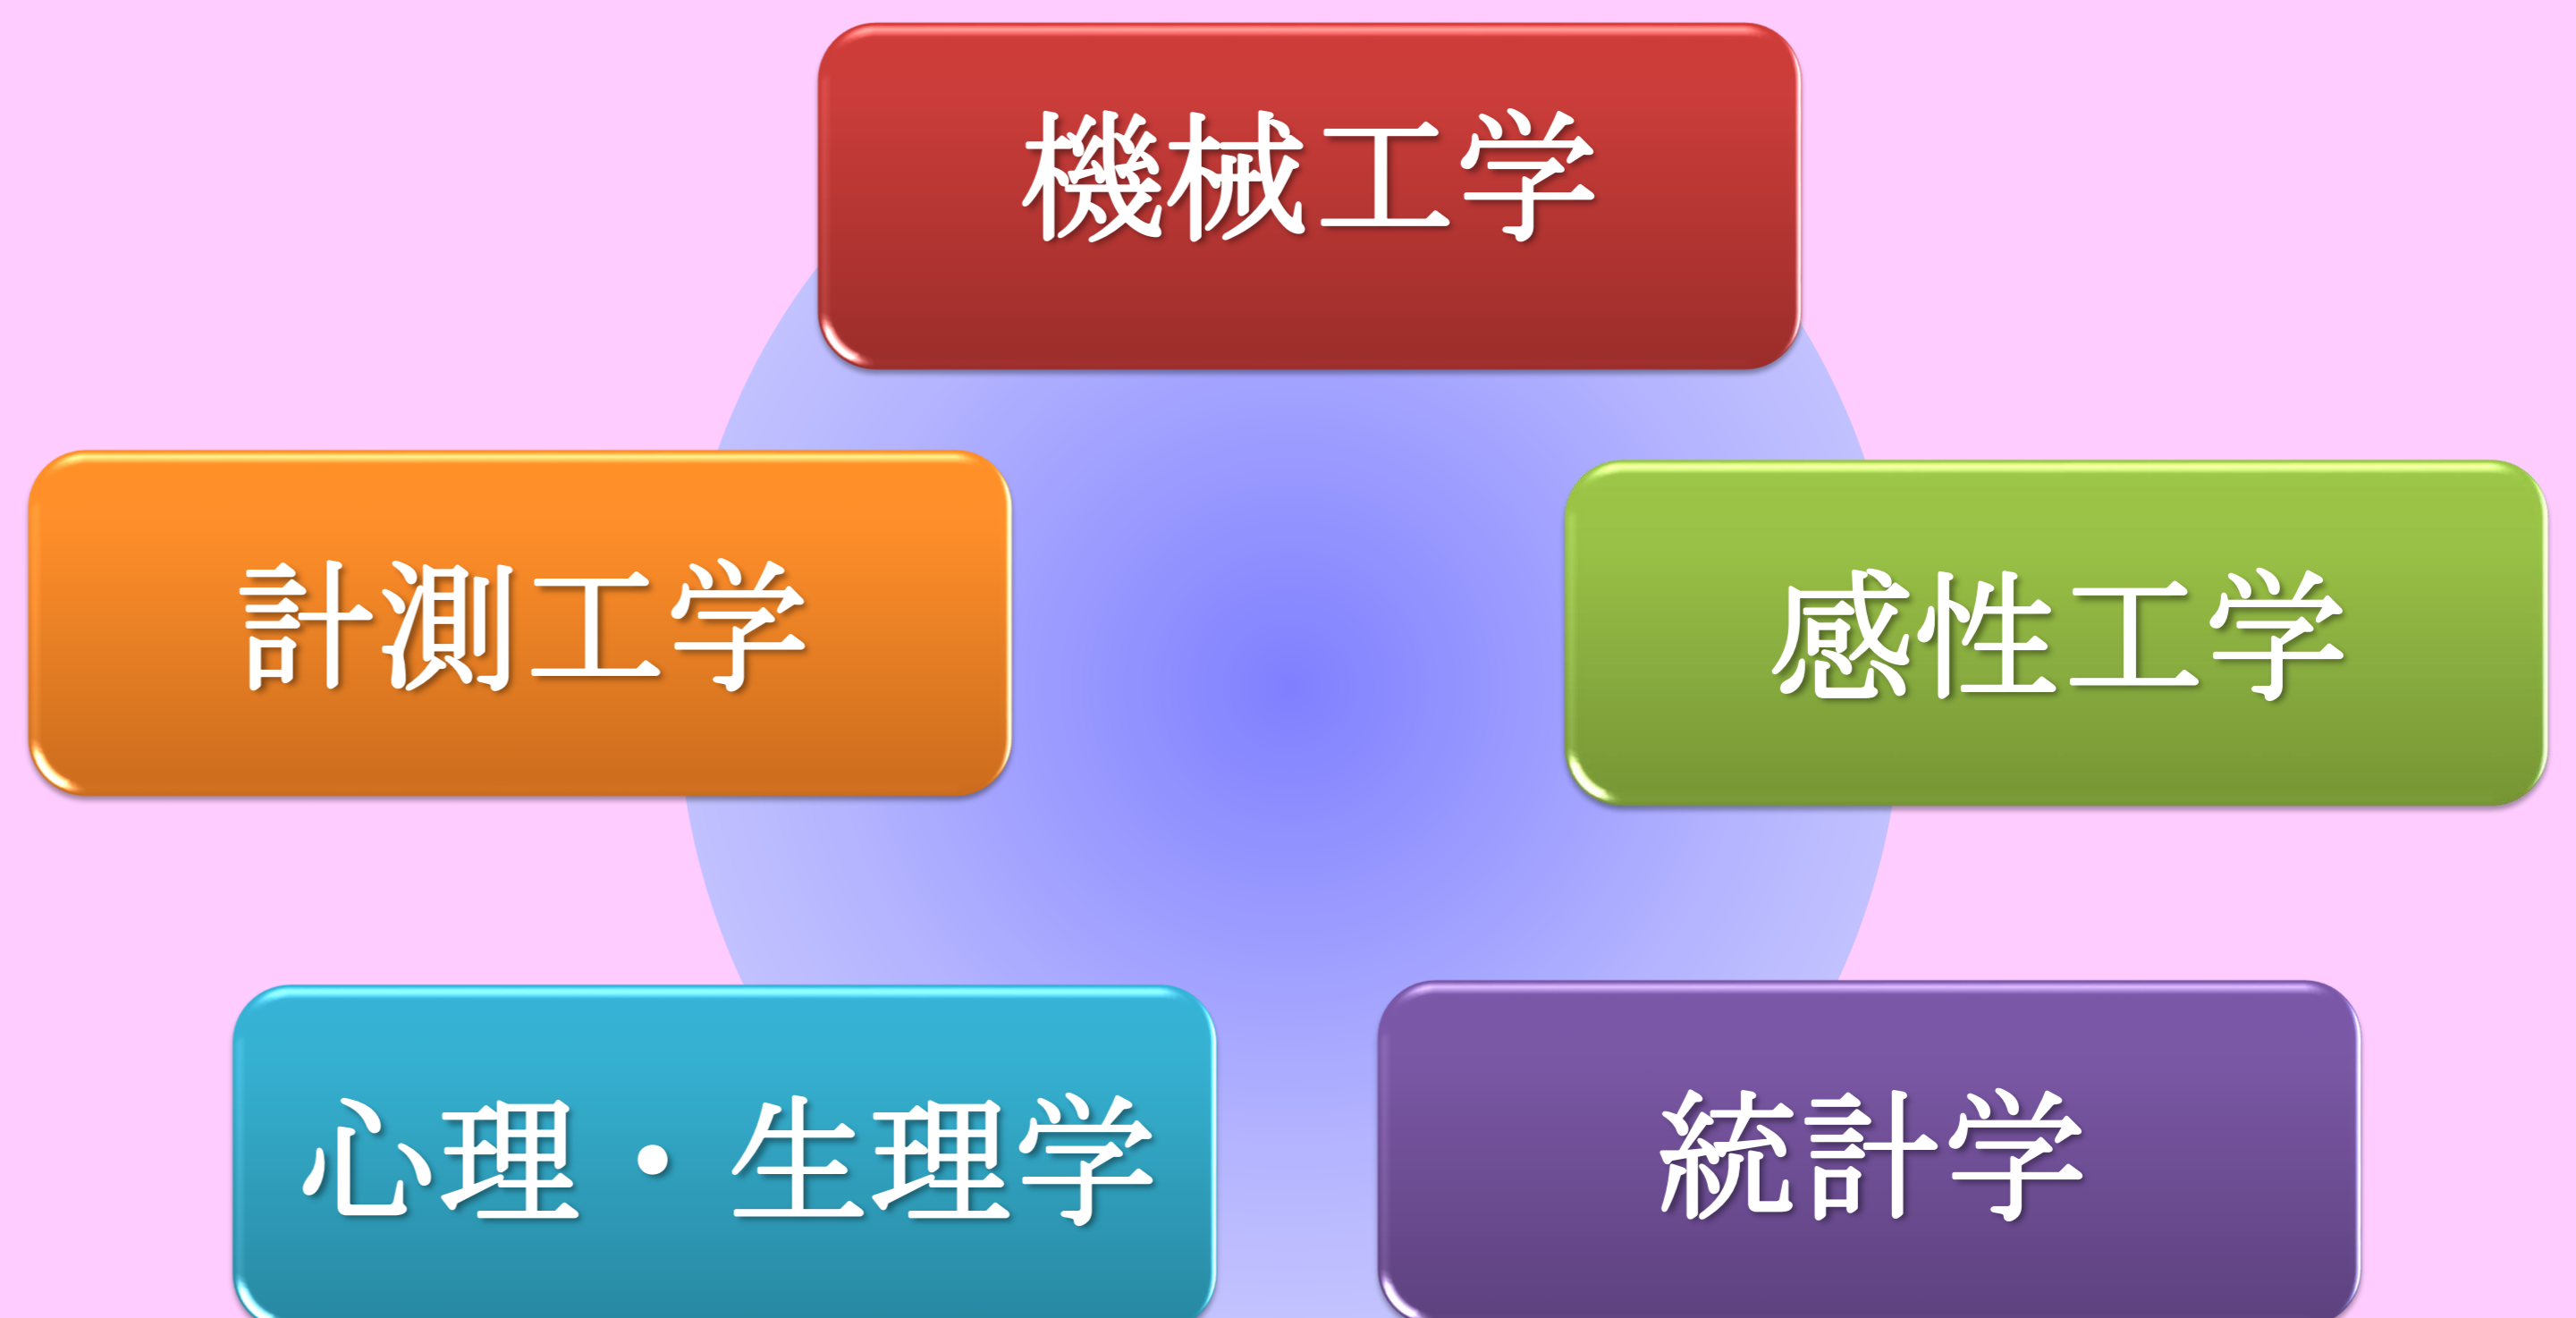 機械工学
計測工学
感性工学
心理・生理学
統計学